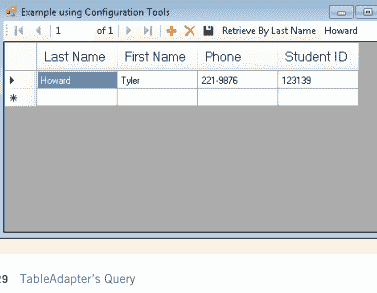 Example using Configuration Tools
1 of 1 Retrieve By Last Name Howard
Last Name First Name Phone Student ID
Howard Tyler 221-9876 123139
29 TableAdapter's Query